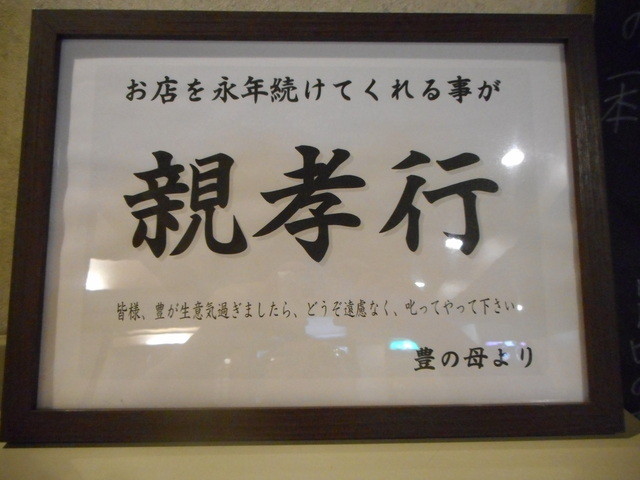 お店を永年続けてくれる事が
親孝行
皆様、豊が生意気過ぎましたら、どうぞ遠慮なく、叱ってやって下さい
豊の母より